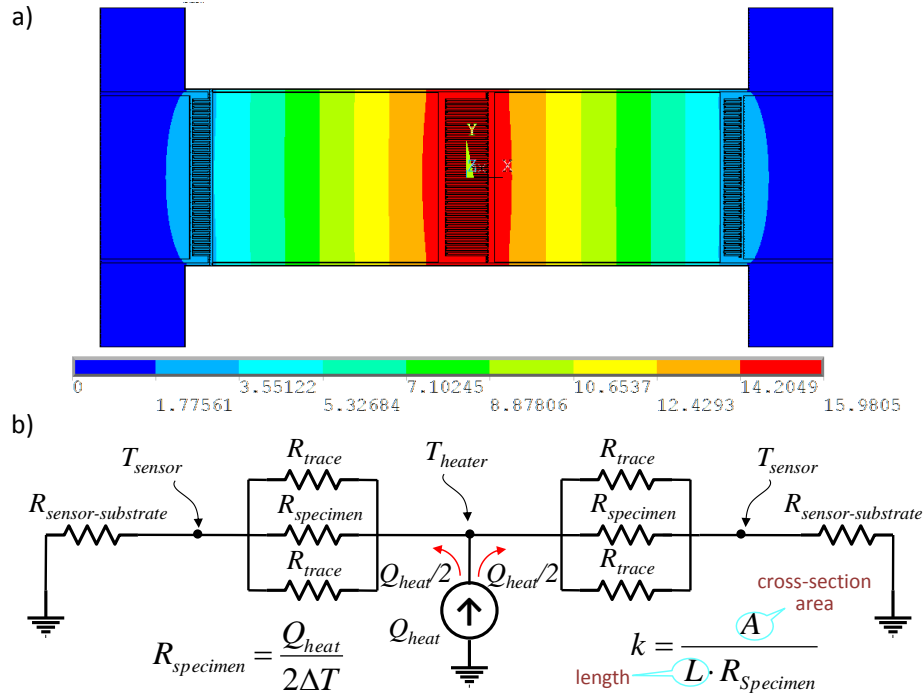 a)
Y
X
0 3.55122 7.10245 10.6537 14.2049
1.77561 5.32684 8.87806 12.4293 15.9805
b)
T_sensor R_trace T_heater R_trace T_sensor
R_sensor-substrate R_specimen R_specimen R_sensor-substrate
R_trace Q_heat/2 Q_heat/2 R_trace
cross-section
area
R_specimen = Q_heat / 2ΔT Q_heat k = A / L · R_Specimen
length